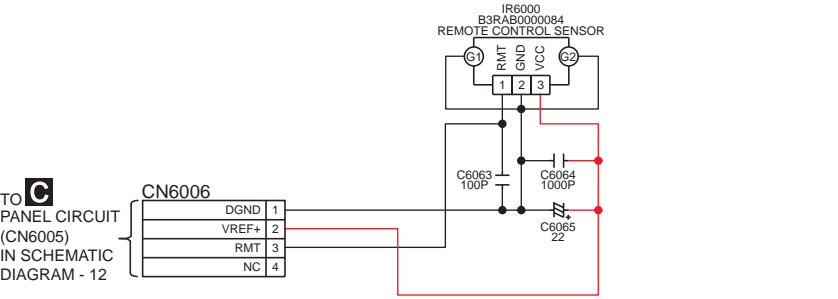 IR6000
B3RAB0000084
REMOTE CONTROL SENSOR
G1
RMT
GND
VCC
G2
1 2 3
C6063
100P
C6064
1000P
C6065
22
+
TO C
PANEL CIRCUIT
(CN6005)
IN SCHEMATIC
DIAGRAM - 12
CN6006
DGND 1
VREF+ 2
RMT 3
NC 4